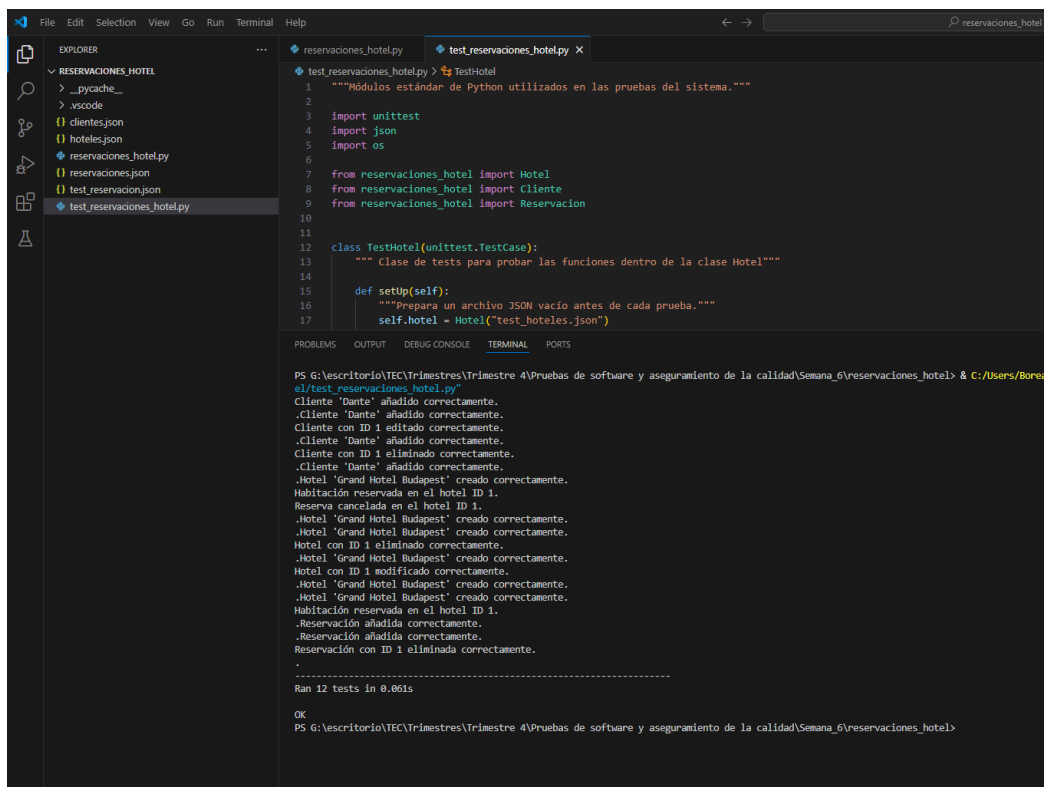 File Edit Selection View Go Run Terminal Help
reservaciones_hotel
EXPLORER
RESERVACIONES_HOTEL
__pycache__
.vscode
{} clientes.json
{} hoteles.json
reservaciones_hotel.py
{} reservaciones.json
{} test_reservacion.json
test_reservaciones_hotel.py
reservaciones_hotel.py test_reservaciones_hotel.py
test_reservaciones_hotel.py > TestHotel
1 """Módulos estándar de Python utilizados en las pruebas del sistema."""
2
3 import unittest
4 import json
5 import os
6
7 from reservaciones_hotel import Hotel
8 from reservaciones_hotel import Cliente
9 from reservaciones_hotel import Reservacion
10
11
12 class TestHotel(unittest.TestCase):
13 """ Clase de tests para probar las funciones dentro de la clase Hotel"""
14
15 def setUp(self):
16 """Prepara un archivo JSON vacío antes de cada prueba."""
17 self.hotel = Hotel("test_hoteles.json")
PROBLEMS OUTPUT DEBUG CONSOLE TERMINAL PORTS
PS G:\escritorio\TEC\Trimestres\Trimestre 4\Pruebas de software y aseguramiento de la calidad\Semana_6\reservaciones_hotel> & C:/Users/Borea
el/test_reservaciones_hotel.py"
Cliente 'Dante' añadido correctamente.
.Cliente 'Dante' añadido correctamente.
Cliente con ID 1 editado correctamente.
.Cliente 'Dante' añadido correctamente.
Cliente con ID 1 eliminado correctamente.
.Cliente 'Dante' añadido correctamente.
.Hotel 'Grand Hotel Budapest' creado correctamente.
Habitación reservada en el hotel ID 1.
Reserva cancelada en el hotel ID 1.
.Hotel 'Grand Hotel Budapest' creado correctamente.
.Hotel 'Grand Hotel Budapest' creado correctamente.
Hotel con ID 1 eliminado correctamente.
.Hotel 'Grand Hotel Budapest' creado correctamente.
Hotel con ID 1 modificado correctamente.
.Hotel 'Grand Hotel Budapest' creado correctamente.
.Hotel 'Grand Hotel Budapest' creado correctamente.
Habitación reservada en el hotel ID 1.
.Reservación añadida correctamente.
.Reservación añadida correctamente.
Reservación con ID 1 eliminada correctamente.
.
----------------------------------------------------------------------
Ran 12 tests in 0.061s
OK
PS G:\escritorio\TEC\Trimestres\Trimestre 4\Pruebas de software y aseguramiento de la calidad\Semana_6\reservaciones_hotel>